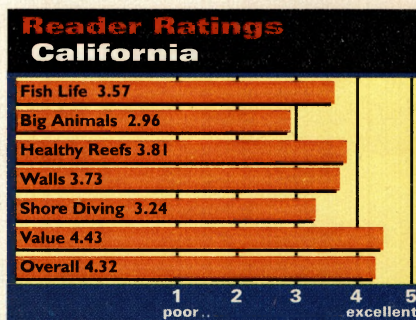 Reader Ratings
California
Fish Life 3.57
Big Animals 2.96
Healthy Reefs 3.81
Walls 3.73
Shore Diving 3.24
Value 4.43
Overall 4.32
1 2 3 4 5
poor.. excellent